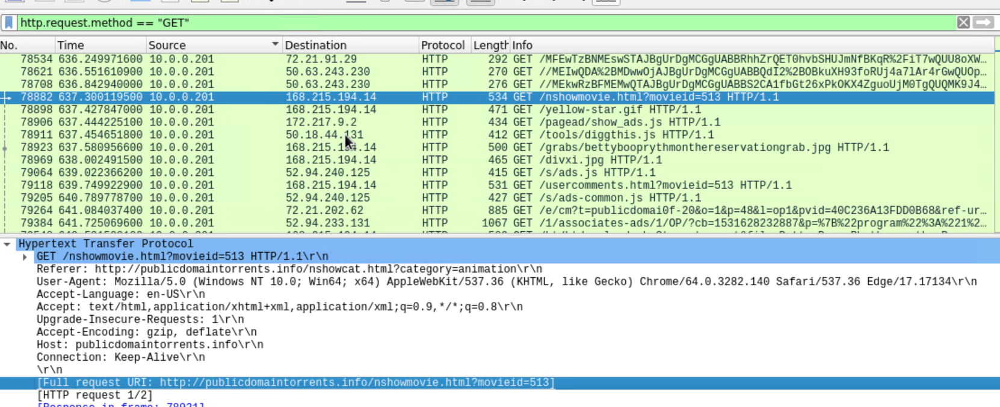 http.request.method == "GET"
No. Time Source Destination Protocol Length Info
78534 636.249971600 10.0.0.201 72.21.91.29 HTTP 292 GET /MFEwTzBNMEswSTAJBgUrDgMCGgUABBRhhZrQET0hvbSHUJmNfBKqR%2FiT7wQUU8oXW…
78621 636.551610900 10.0.0.201 50.63.243.230 HTTP 270 GET //MEIwQDA%2BMDwwOjAJBgUrDgMCGgUABBQdI2%2BOBkuXH93foRUj4a7lAr4rGwQUOp…
78708 636.842940000 10.0.0.201 50.63.243.230 HTTP 276 GET //MEkwRzBFMEMwQTAJBgUrDgMCGgUABBS2CA1fbGt26xPkOKX4ZguoUjM0TgQUQMK9J4…
78882 637.300119500 10.0.0.201 168.215.194.14 HTTP 534 GET /nshowmovie.html?movieid=513 HTTP/1.1
78898 637.427847000 10.0.0.201 168.215.194.14 HTTP 471 GET /yellow-star.gif HTTP/1.1
78906 637.444225100 10.0.0.201 172.217.9.2 HTTP 434 GET /pagead/show_ads.js HTTP/1.1
78911 637.454651800 10.0.0.201 50.18.44.131 HTTP 412 GET /tools/diggthis.js HTTP/1.1
78923 637.580956600 10.0.0.201 168.215.194.14 HTTP 500 GET /grabs/bettybooprythmonthereservationgrab.jpg HTTP/1.1
78969 638.002491500 10.0.0.201 168.215.194.14 HTTP 465 GET /divxi.jpg HTTP/1.1
79064 639.022366200 10.0.0.201 52.94.240.125 HTTP 415 GET /s/ads.js HTTP/1.1
79118 639.749922900 10.0.0.201 168.215.194.14 HTTP 531 GET /usercomments.html?movieid=513 HTTP/1.1
79205 640.789778700 10.0.0.201 52.94.240.125 HTTP 427 GET /s/ads-common.js HTTP/1.1
79264 641.084037400 10.0.0.201 72.21.202.62 HTTP 885 GET /e/cm?t=publicdomai0f-20&o=1&p=48&l=op1&pvid=40C236A13FDD0B68&ref-ur…
79384 641.725069600 10.0.0.201 52.94.233.131 HTTP 1067 GET /1/associates-ads/1/OP/?cb=1531628232887&p=%7B%22program%22%3A%221%2…
Hypertext Transfer Protocol
GET /nshowmovie.html?movieid=513 HTTP/1.1\r\n
Referer: http://publicdomaintorrents.info/nshowcat.html?category=animation\r\n
User-Agent: Mozilla/5.0 (Windows NT 10.0; Win64; x64) AppleWebKit/537.36 (KHTML, like Gecko) Chrome/64.0.3282.140 Safari/537.36 Edge/17.17134\r\n
Accept-Language: en-US\r\n
Accept: text/html,application/xhtml+xml,application/xml;q=0.9,*/*;q=0.8\r\n
Upgrade-Insecure-Requests: 1\r\n
Accept-Encoding: gzip, deflate\r\n
Host: publicdomaintorrents.info\r\n
Connection: Keep-Alive\r\n
\r\n
[Full request URI: http://publicdomaintorrents.info/nshowmovie.html?movieid=513]
[HTTP request 1/2]
[Response in frame: 78921]